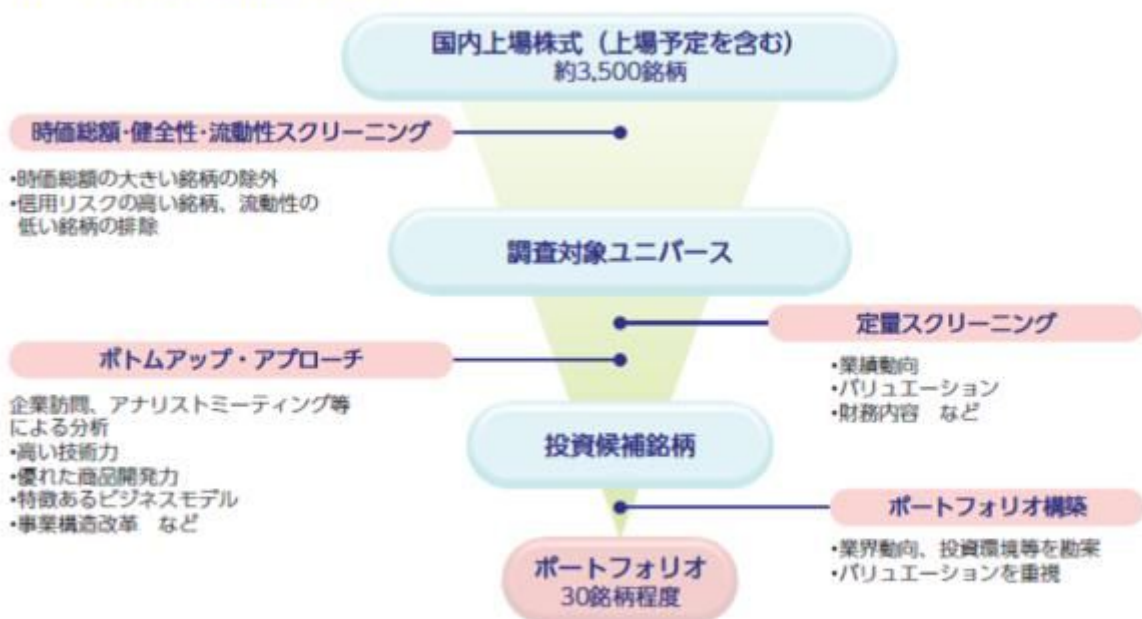 国内上場株式（上場予定を含む）
約3,500銘柄
時価総額･健全性･流動性スクリーニング
･時価総額の大きい銘柄の除外
･信用リスクの高い銘柄、流動性の
低い銘柄の排除
調査対象ユニバース
定量スクリーニング
･業績動向
･バリュエーション
･財務内容　など
ボトムアップ・アプローチ
企業訪問、アナリストミーティング等
による分析
･高い技術力
･優れた商品開発力
･特徴あるビジネスモデル
･事業構造改革　など
投資候補銘柄
ポートフォリオ構築
･業界動向、投資環境等を勘案
･バリュエーションを重視
ポートフォリオ
30銘柄程度